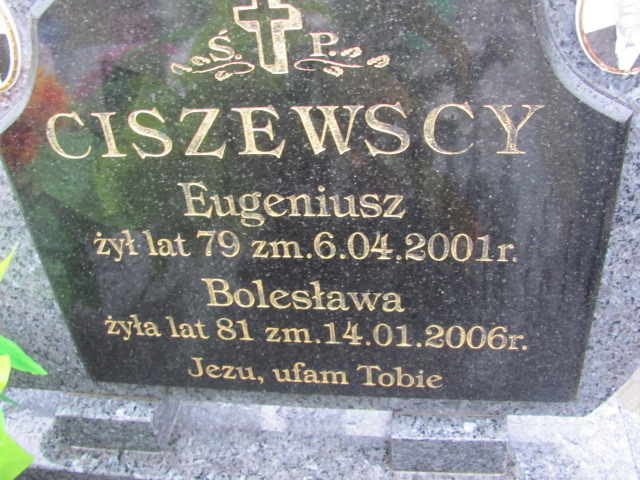 Ś. P.
CISZEWSCY
Eugeniusz
żył lat 79 zm.6.04.2001r.
Bolesława
żyła lat 81 zm.14.01.2006r.
Jezu, ufam Tobie